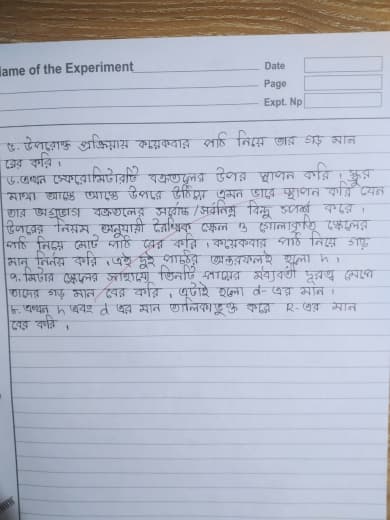 Name of the Experiment
Date
Page
Expt. No
৫. উপরোক্ত প্রক্রিয়ায় কয়েকবার পাঠ নিয়ে তার গড় মান
বের করি।
৬. এখন স্ফেরোমিটারটি বক্রতলের উপর স্থাপন করি। স্ক্রুর
মাথা আস্তে আস্তে উপরে উঠিয়ে এমন ভাবে স্থাপন করি যেন
তার অগ্রভাগ বক্রতলের সর্বোচ্চ/সর্বনিম্ন বিন্দু স্পর্শ করে।
উপরের নিয়ম অনুযায়ী রৈখিক স্কেল ও গোলাকৃতি স্কেলের
পাঠ নিয়ে মোট পাঠ বের করি। কয়েকবার পাঠ নিয়ে গড়
মান নির্নয় করি। এই দুই পাঠের অন্তরফলই হলো h।
৭. মিটার স্কেলের সাহায্যে তিনটি পায়ের মধ্যবর্তী দূরত্ব মেপে
তাদের গড় মান বের করি। এটাই হলো d-এর মান।
৮. এখন h এবং d এর মান তালিকাভুক্ত করে R-এর মান
বের করি।